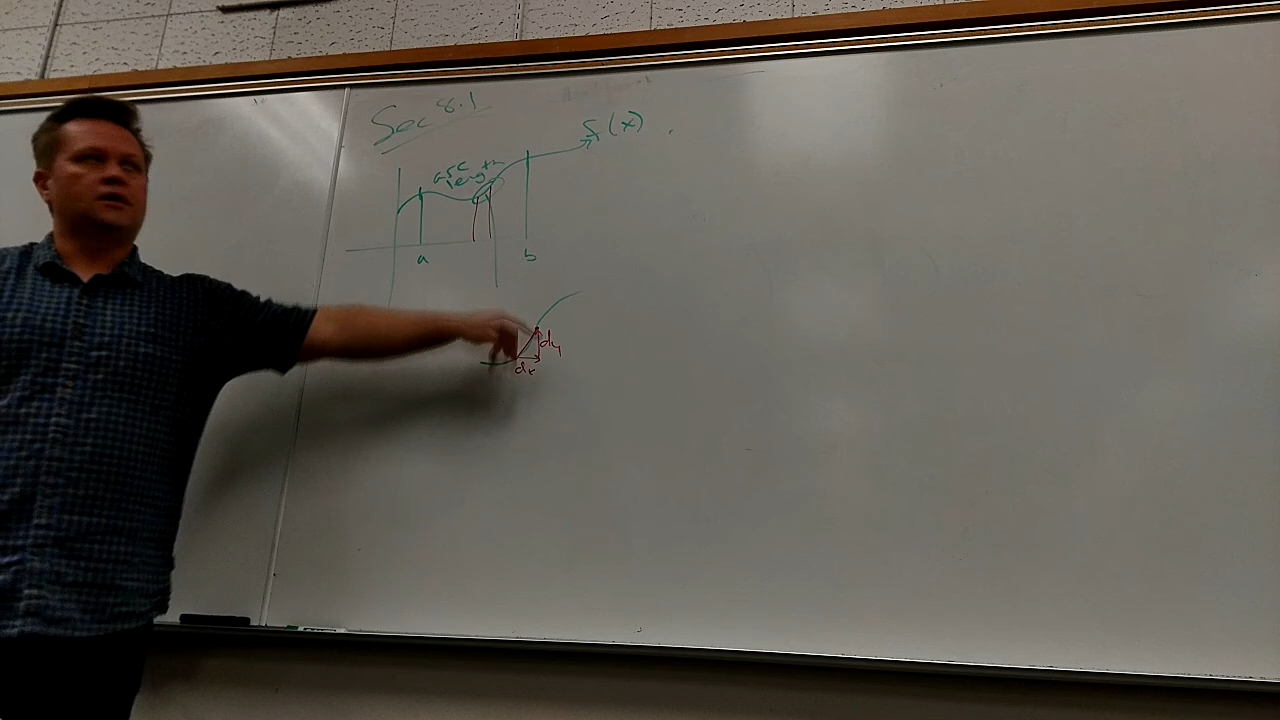 Sec 8.1
f(x)
arc
length
a
b
dy
dx